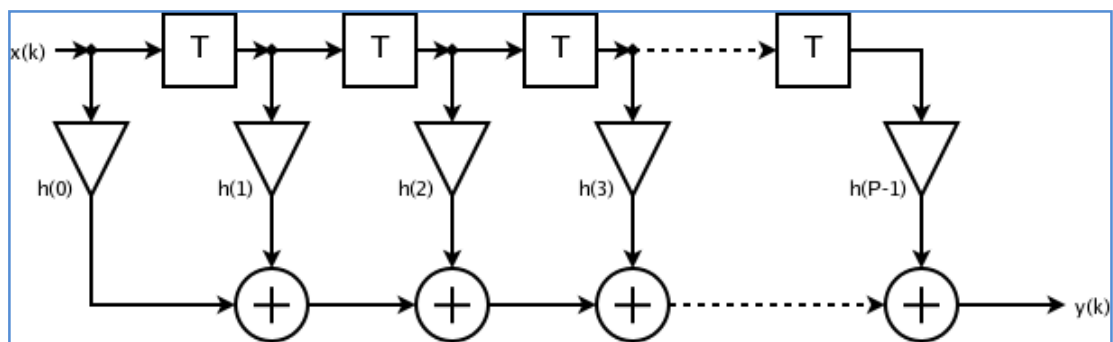 x(k) T T T T
h(0) h(1) h(2) h(3) h(P-1)
+ + + + y(k)